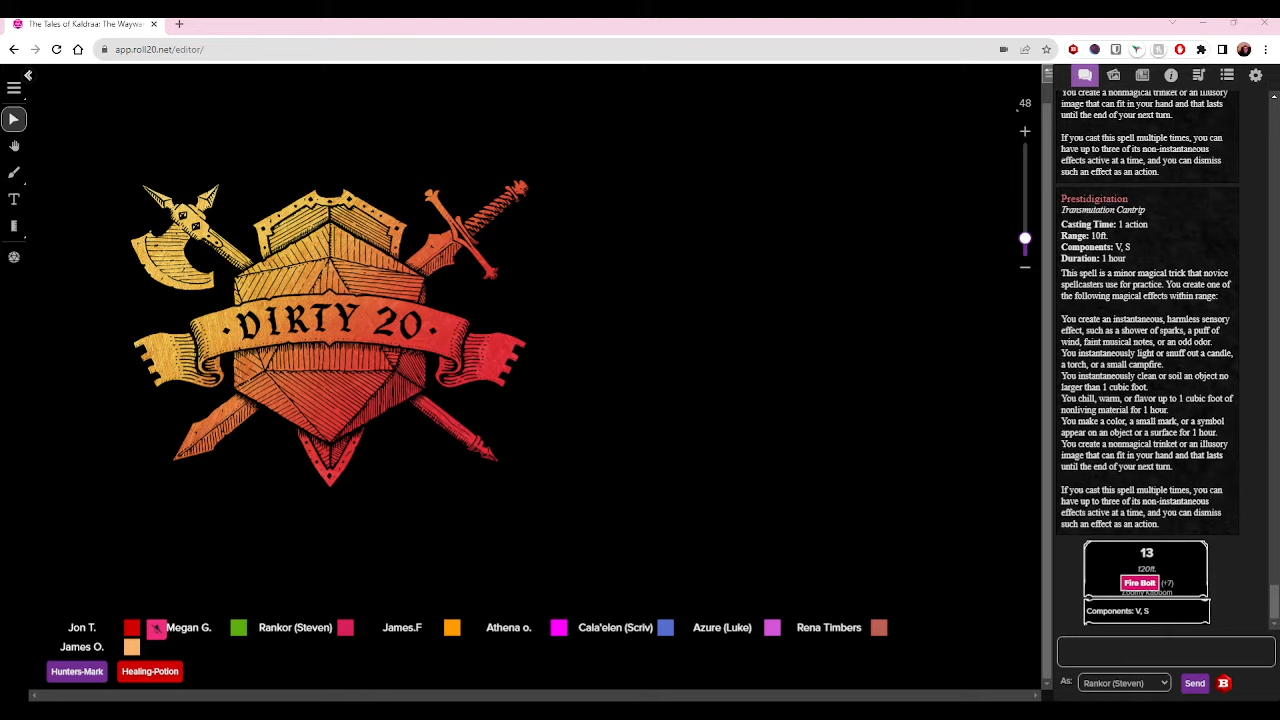 The Tales of Kaldraa: The Waywa
app.roll20.net/editor/
.48
DIRTY 20
Jon T.
Megan G.
Rankor (Steven)
James.F
Athena o.
Cala'elen (Scriv)
Azure (Luke)
Rena Timbers
James O.
Hunters-Mark
Healing-Potion
You create a nonmagical trinket or an illusory
image that can fit in your hand and that lasts
until the end of your next turn.
If you cast this spell multiple times, you can
have up to three of its non-instantaneous
effects active at a time, and you can dismiss
such an effect as an action.
Prestidigitation
Transmutation Cantrip
Casting Time: 1 action
Range: 10ft.
Components: V, S
Duration: 1 hour
This spell is a minor magical trick that novice
spellcasters use for practice. You create one of
the following magical effects within range:
You create an instantaneous, harmless sensory
effect, such as a shower of sparks, a puff of
wind, faint musical notes, or an odd odor.
You instantaneously light or snuff out a candle,
a torch, or a small campfire.
You instantaneously clean or soil an object no
larger than 1 cubic foot.
You chill, warm, or flavor up to 1 cubic foot of
nonliving material for 1 hour.
You make a color, a small mark, or a symbol
appear on an object or a surface for 1 hour.
You create a nonmagical trinket or an illusory
image that can fit in your hand and that lasts
until the end of your next turn.
If you cast this spell multiple times, you can
have up to three of its non-instantaneous
effects active at a time, and you can dismiss
such an effect as an action.
13
120ft.
Fire Bolt (+7)
Components: V, S
As:
Rankor (Steven)
Send